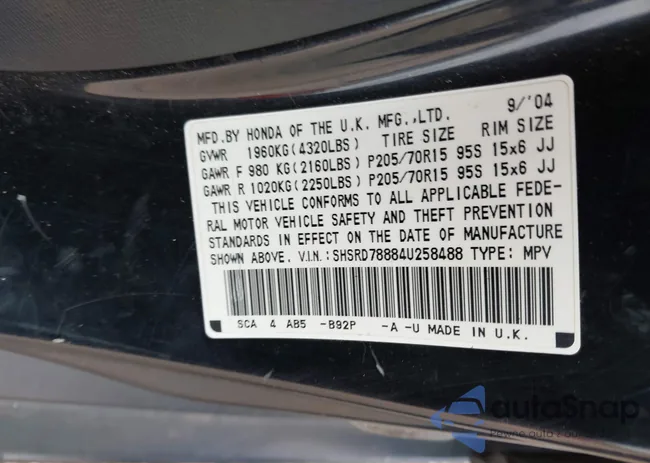 9/'04
MFD.BY HONDA OF THE U.K. MFG.,LTD.
GVWR 1960KG(4320LBS) TIRE SIZE RIM SIZE
GAWR F 980 KG(2160LBS) P205/70R15 95S 15x6 JJ
GAWR R 1020KG(2250LBS) P205/70R15 95S 15x6 JJ
THIS VEHICLE CONFORMS TO ALL APPLICABLE FEDE-
RAL MOTOR VEHICLE SAFETY AND THEFT PREVENTION
STANDARDS IN EFFECT ON THE DATE OF MANUFACTURE
SHOWN ABOVE. V.I.N.:SHSRD78884U258488 TYPE: MPV
SCA 4 AB5 -B92P -A -U MADE IN U.K.
autoSnap
Pewne auto z